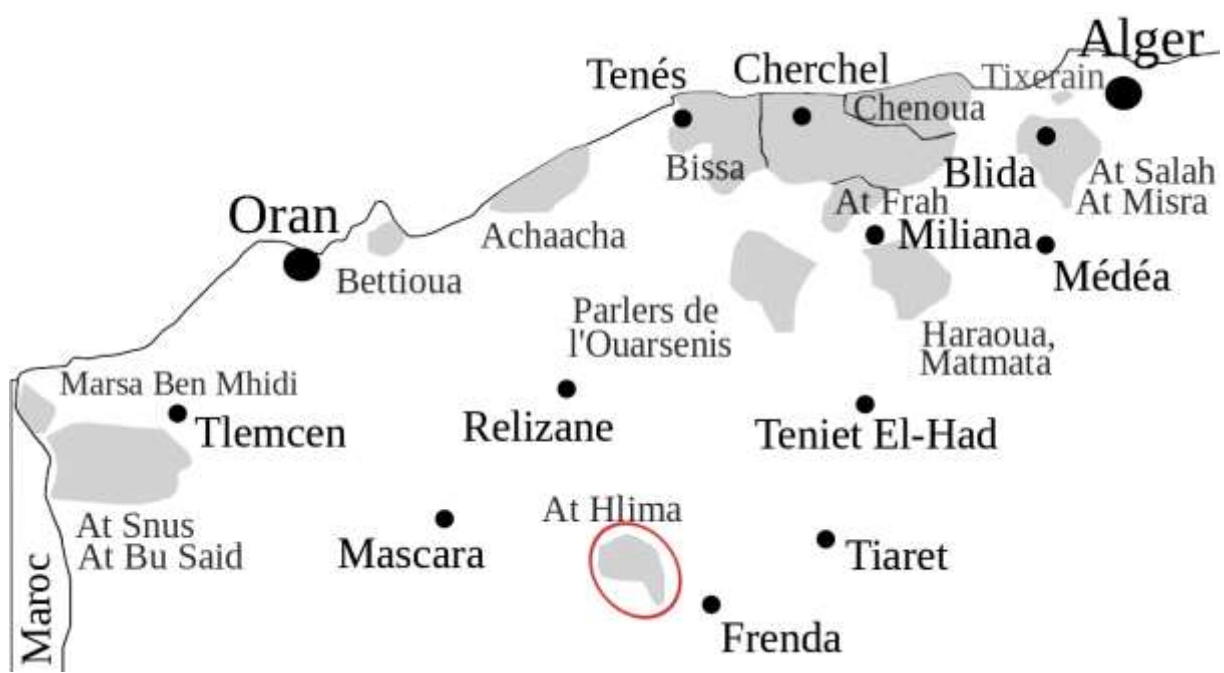 Alger
Tenés
Cherchel
Tixerain
Chenoua
Bissa
Blida
At Salah
At Misra
At Frah
Oran
Achaacha
Miliana
Médéa
Bettioua
Parlers de
l'Ouarsenis
Haraoua,
Matmata
Marsa Ben Mhidi
Tlemcen
Relizane
Teniet El-Had
At Snus
At Bu Said
At Hlima
Mascara
Tiaret
Maroc
Frenda